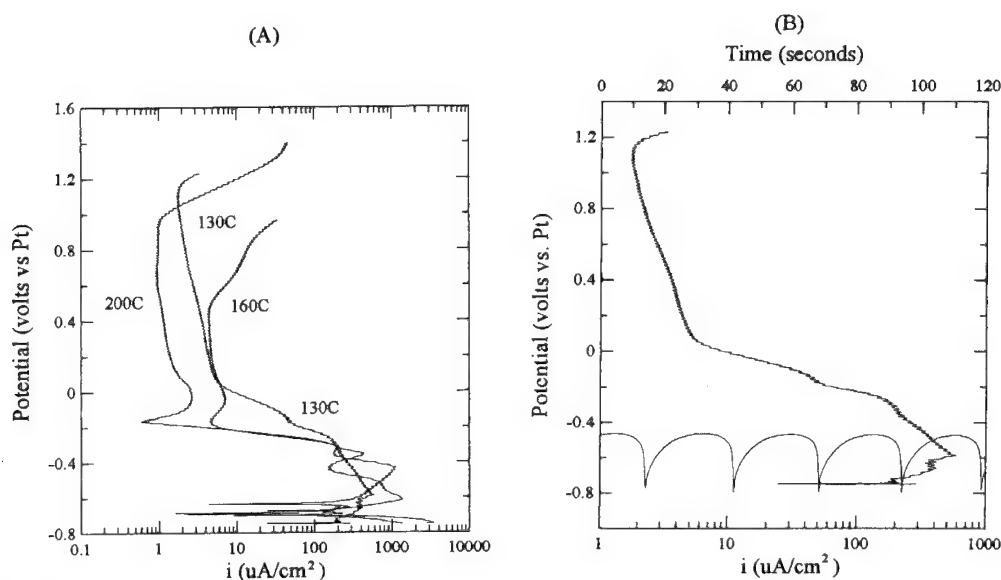 (A)
(B)
Time (seconds)
0 20 40 60 80 100 120
1.6
1.2
0.8
0.4
0
-0.4
-0.8
Potential (volts vs Pt)
130C
200C
160C
130C
0.1 1 10 100 1000 10000
i (uA/cm²)
1.2
0.8
0.4
0
-0.4
-0.8
Potential (volts vs. Pt)
1 10 100 1000
i (uA/cm²)